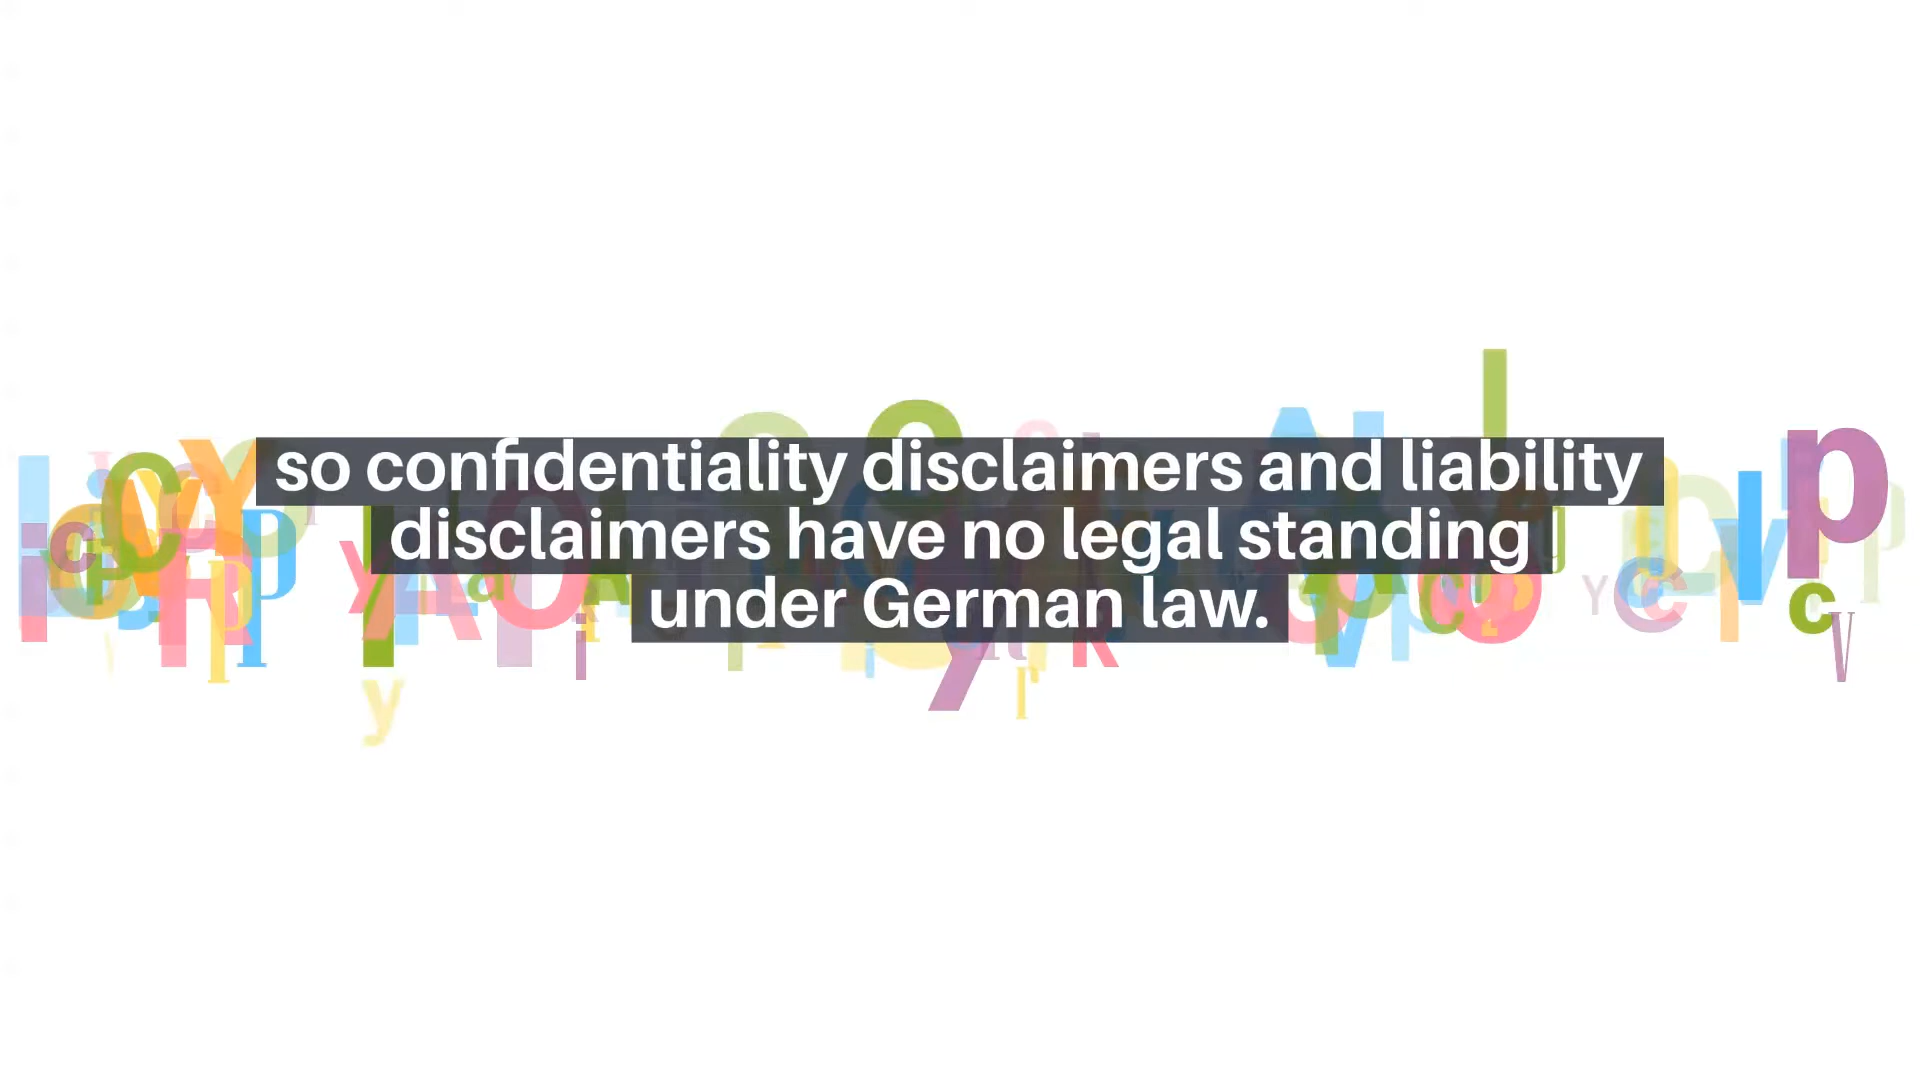 so confidentiality disclaimers and liability
disclaimers have no legal standing
under German law.